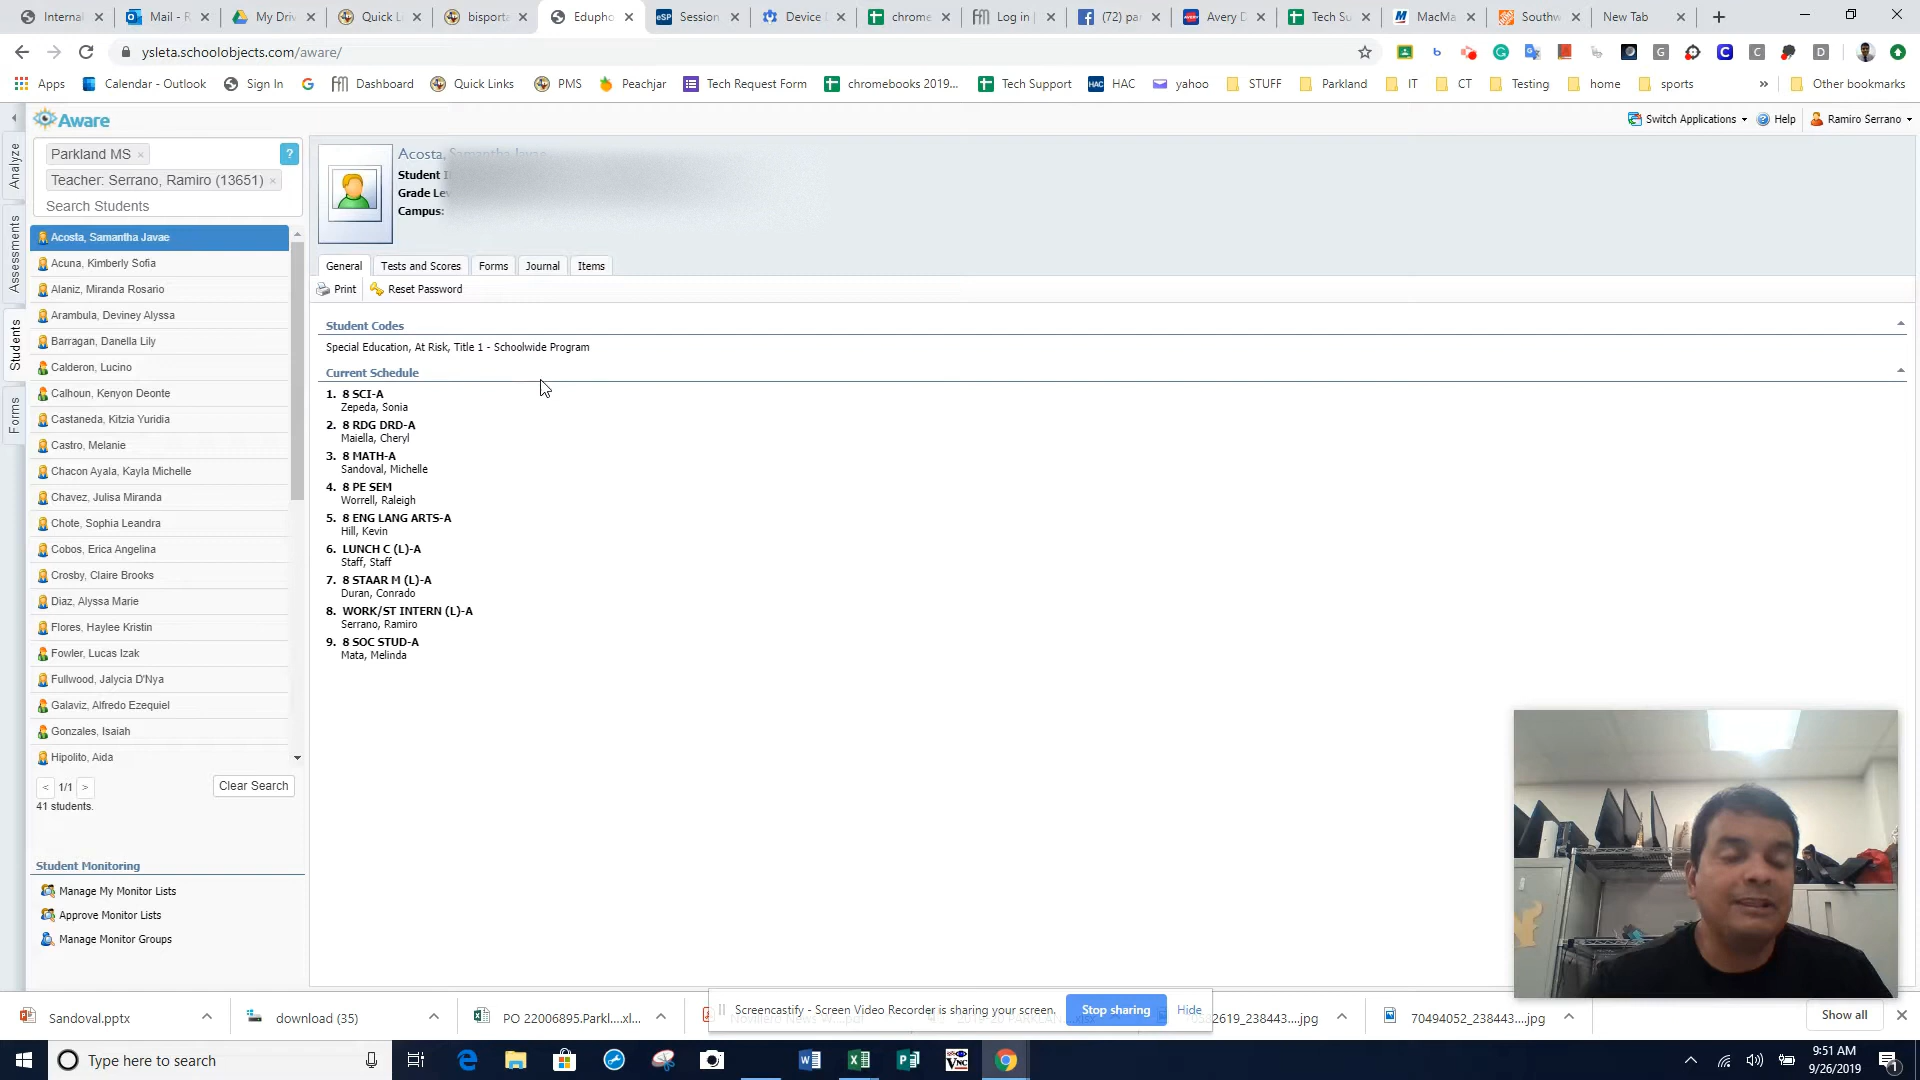 Internal
Mail - R
My Driv
Quick Li
bisporta
Edupho
Session
Device
chrome
Log in
(72) pa
Avery D
Tech Su
MacMa
Southw
New Tab
ysleta.schoolobjects.com/aware/
Apps
Calendar - Outlook
Sign In
Dashboard
Quick Links
PMS
Peachjar
Tech Request Form
chromebooks 2019...
Tech Support
HAC
yahoo
STUFF
Parkland
IT
CT
Testing
home
sports
Other bookmarks
Aware
Switch Applications
Help
Ramiro Serrano
Analyze
Assessments
Students
Forms
Parkland MS ×
Teacher: Serrano, Ramiro (13651) ×
Search Students
?
Acosta, Samantha Javae
Acuna, Kimberly Sofia
Alaniz, Miranda Rosario
Arambula, Deviney Alyssa
Barragan, Danella Lily
Calderon, Lucino
Calhoun, Kenyon Deonte
Castaneda, Kitzia Yuridia
Castro, Melanie
Chacon Ayala, Kayla Michelle
Chavez, Julisa Miranda
Chote, Sophia Leandra
Cobos, Erica Angelina
Crosby, Claire Brooks
Diaz, Alyssa Marie
Flores, Haylee Kristin
Fowler, Lucas Izak
Fullwood, Jalycia D'Nya
Galaviz, Alfredo Ezequiel
Gonzales, Isaiah
Hipolito, Aida
< 1/1 >
Clear Search
41 students.
Student Monitoring
Manage My Monitor Lists
Approve Monitor Lists
Manage Monitor Groups
Acosta, Samantha Javae
Student I
Grade Le
Campus:
General
Tests and Scores
Forms
Journal
Items
Print
Reset Password
Student Codes
Special Education, At Risk, Title 1 - Schoolwide Program
Current Schedule
1. 8 SCI-A
Zepeda, Sonia
2. 8 RDG DRD-A
Maiella, Cheryl
3. 8 MATH-A
Sandoval, Michelle
4. 8 PE SEM
Worrell, Raleigh
5. 8 ENG LANG ARTS-A
Hill, Kevin
6. LUNCH C (L)-A
Staff, Staff
7. 8 STAAR M (L)-A
Duran, Conrado
8. WORK/ST INTERN (L)-A
Serrano, Ramiro
9. 8 SOC STUD-A
Mata, Melinda
Sandoval.pptx
download (35)
PO 22006895.Parkl....xl...
Screencastify - Screen Video Recorder is sharing your screen.
Stop sharing
Hide
2619_238443....jpg
70494052_238443....jpg
Show all
Type here to search
9:51 AM
9/26/2019
1